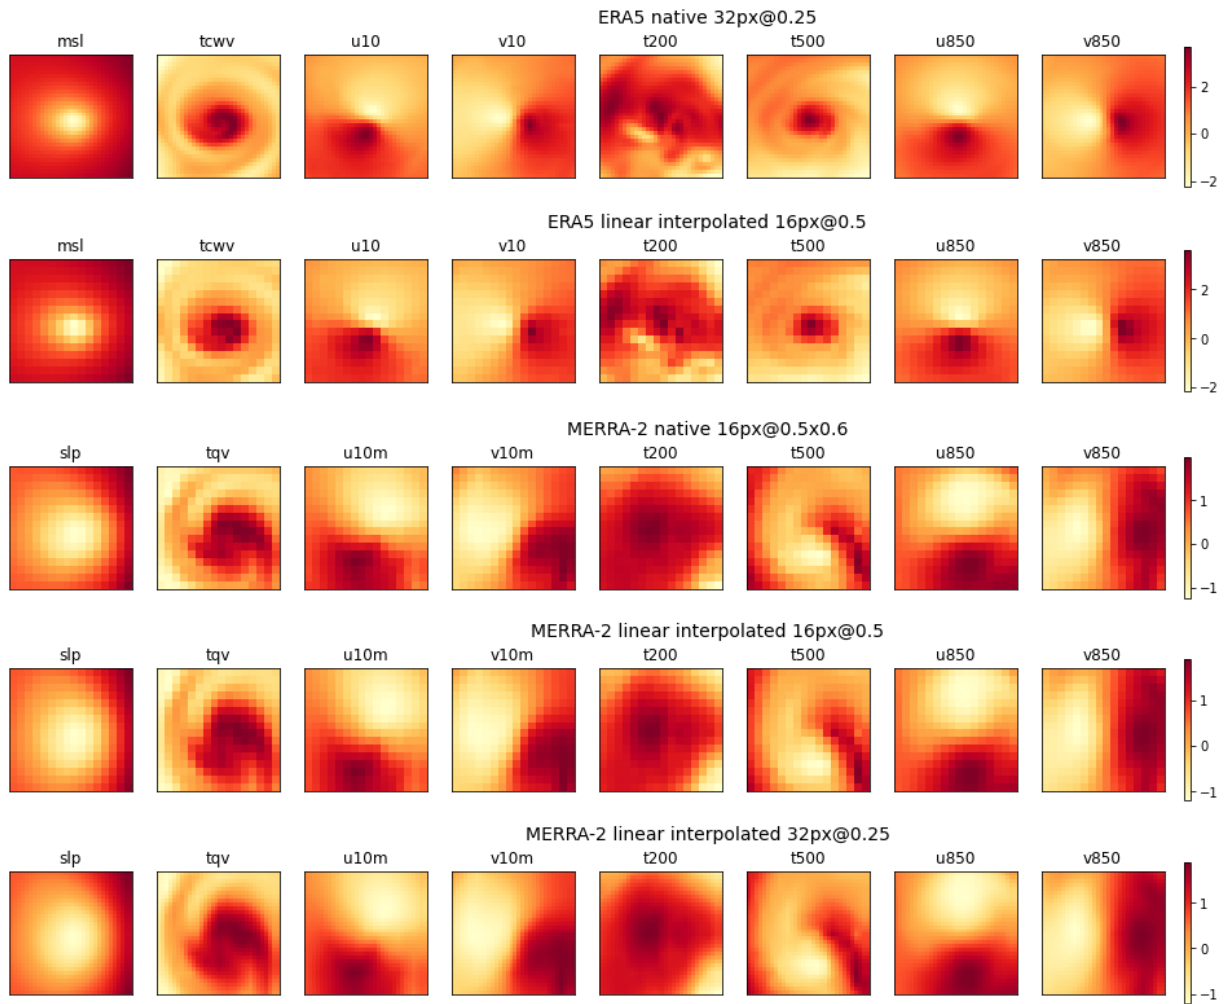 ERA5 native 32px@0.25
msl tcwv u10 v10 t200 t500 u850 v850
2
0
−2
ERA5 linear interpolated 16px@0.5
msl tcwv u10 v10 t200 t500 u850 v850
2
0
−2
MERRA-2 native 16px@0.5x0.6
slp tqv u10m v10m t200 t500 u850 v850
1
0
−1
MERRA-2 linear interpolated 16px@0.5
slp tqv u10m v10m t200 t500 u850 v850
1
0
−1
MERRA-2 linear interpolated 32px@0.25
slp tqv u10m v10m t200 t500 u850 v850
1
0
−1